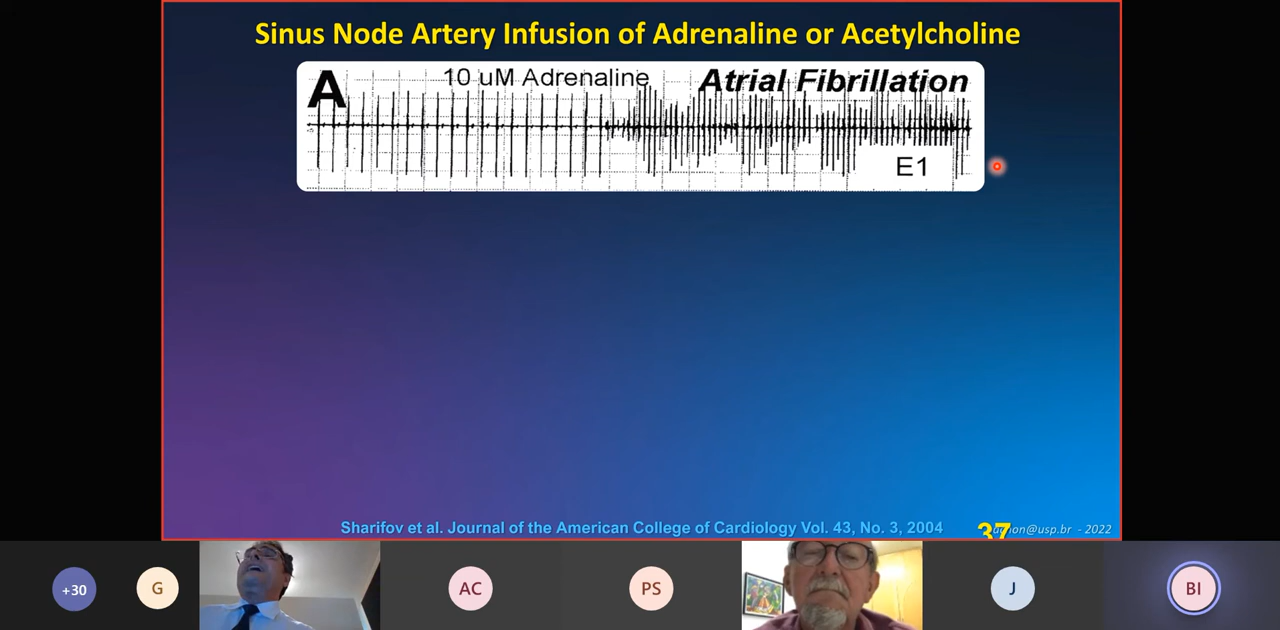 Sinus Node Artery Infusion of Adrenaline or Acetylcholine
A
10 uM Adrenaline
Atrial Fibrillation
E1
Sharifov et al. Journal of the American College of Cardiology Vol. 43, No. 3, 2004
37
@usp.br - 2022
+30
G
AC
PS
J
BI